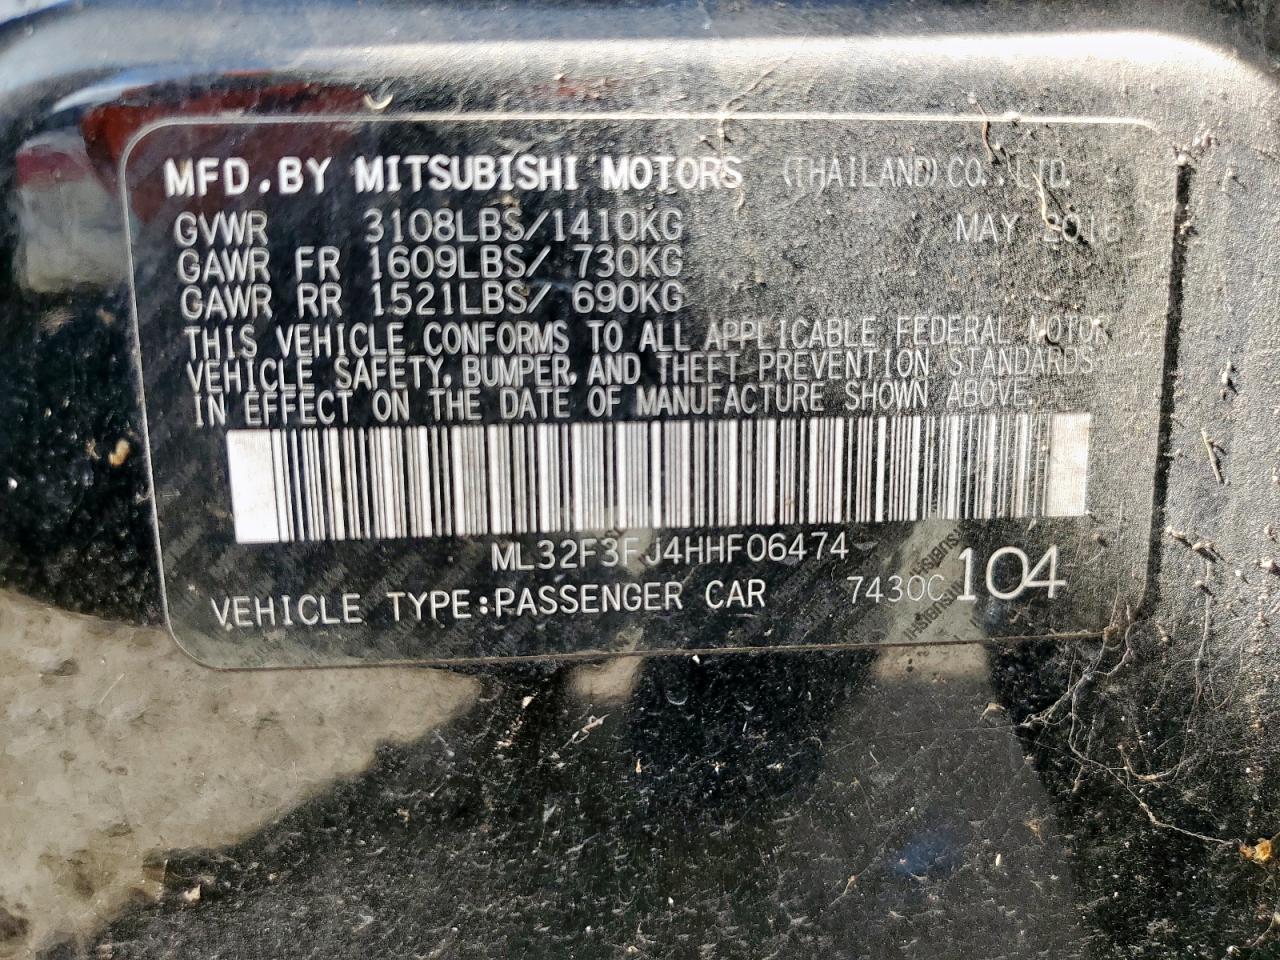 MFD.BY MITSUBISHI MOTORS (THAILAND) CO.,LTD.
GVWR 3108LBS/1410KG MAY 2016
GAWR FR 1609LBS/ 730KG
GAWR RR 1521LBS/ 690KG
THIS VEHICLE CONFORMS TO ALL APPLICABLE FEDERAL MOTOR
VEHICLE SAFETY, BUMPER, AND THEFT PREVENTION STANDARDS
IN EFFECT ON THE DATE OF MANUFACTURE SHOWN ABOVE.
ML32F3FJ4HHF06474
VEHICLE TYPE:PASSENGER CAR 7430C 104